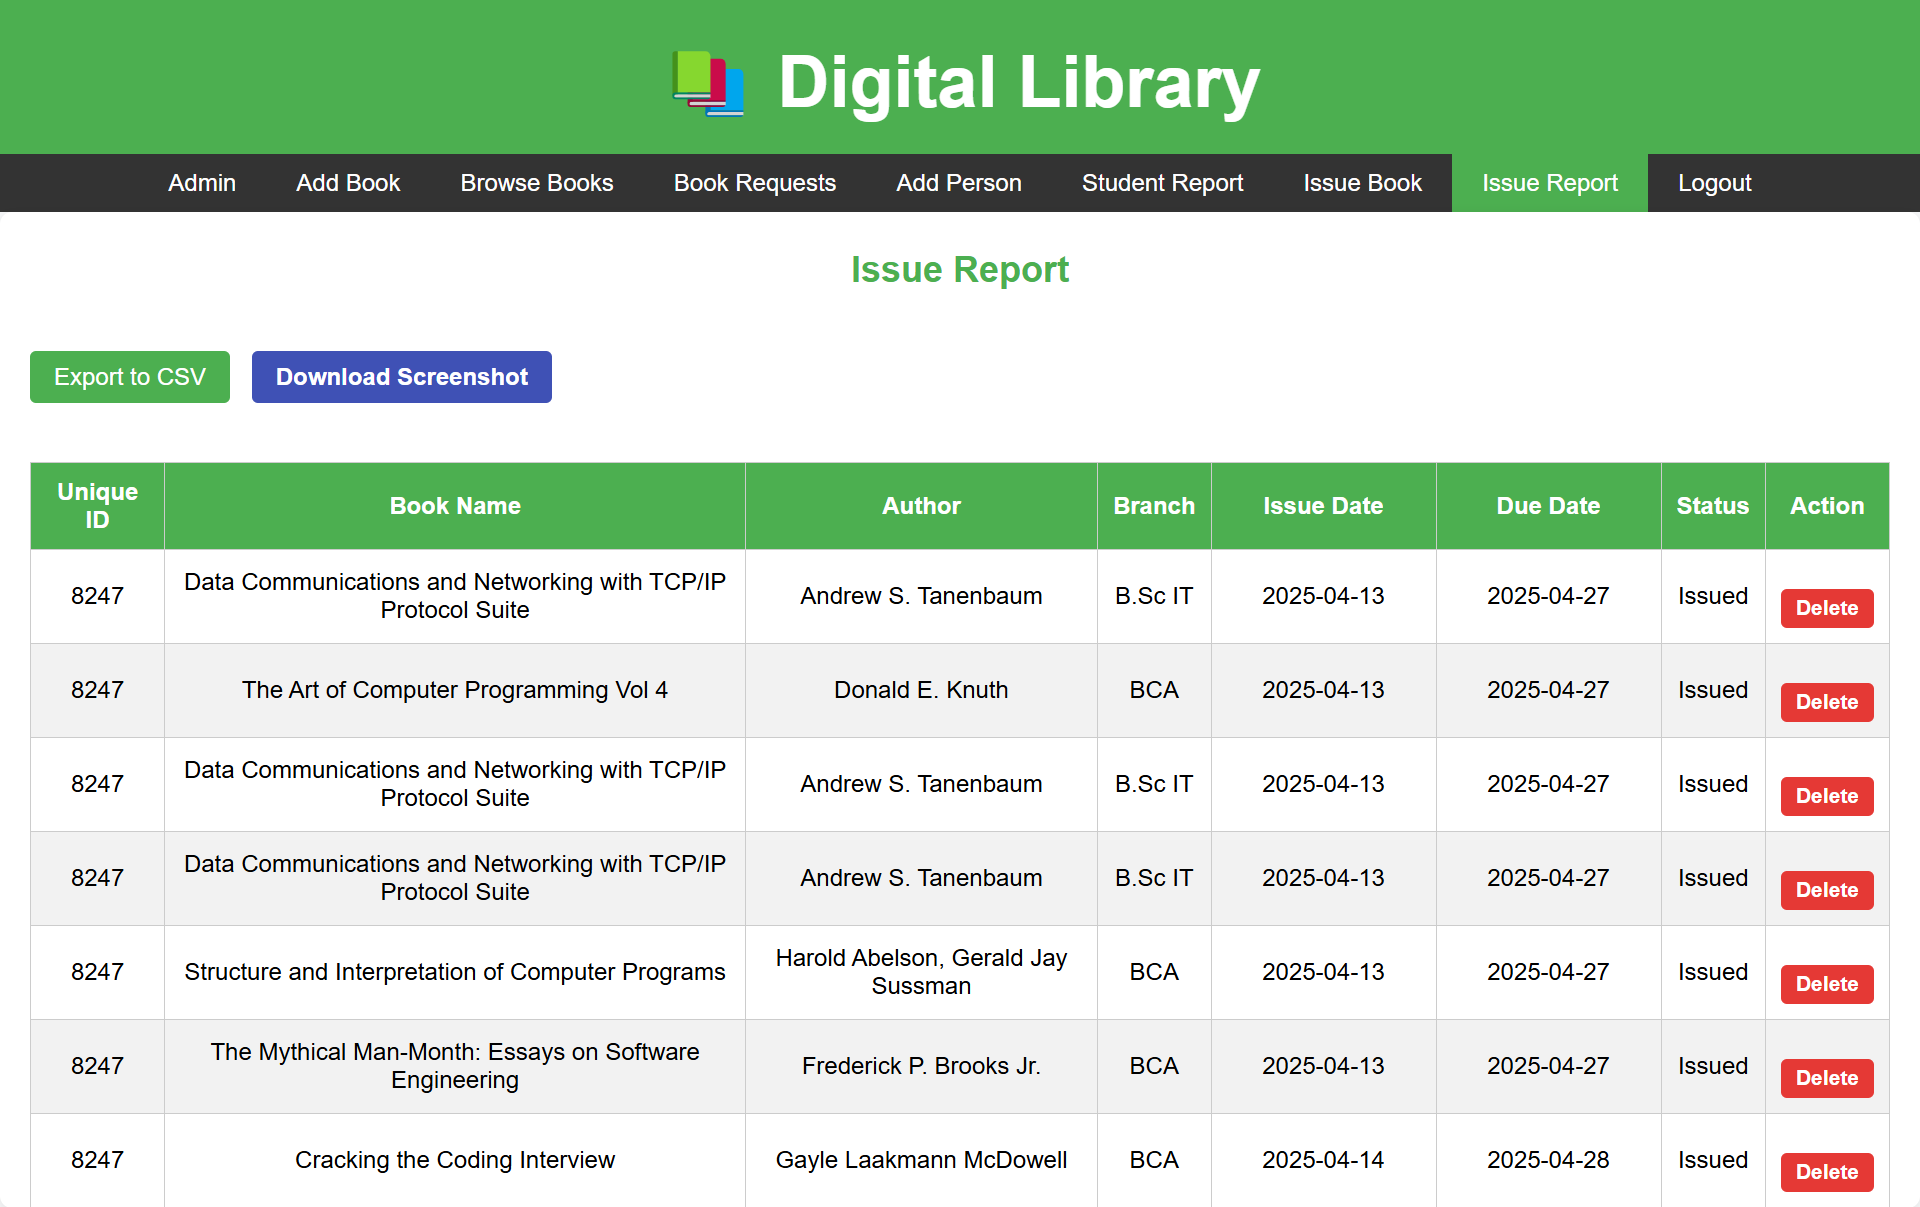 Digital Library
Admin Add Book Browse Books Book Requests Add Person Student Report Issue Book Issue Report Logout
Issue Report
Export to CSV Download Screenshot
Unique ID Book Name Author Branch Issue Date Due Date Status Action
8247 Data Communications and Networking with TCP/IP Protocol Suite Andrew S. Tanenbaum B.Sc IT 2025-04-13 2025-04-27 Issued Delete
8247 The Art of Computer Programming Vol 4 Donald E. Knuth BCA 2025-04-13 2025-04-27 Issued Delete
8247 Data Communications and Networking with TCP/IP Protocol Suite Andrew S. Tanenbaum B.Sc IT 2025-04-13 2025-04-27 Issued Delete
8247 Data Communications and Networking with TCP/IP Protocol Suite Andrew S. Tanenbaum B.Sc IT 2025-04-13 2025-04-27 Issued Delete
8247 Structure and Interpretation of Computer Programs Harold Abelson, Gerald Jay Sussman BCA 2025-04-13 2025-04-27 Issued Delete
8247 The Mythical Man-Month: Essays on Software Engineering Frederick P. Brooks Jr. BCA 2025-04-13 2025-04-27 Issued Delete
8247 Cracking the Coding Interview Gayle Laakmann McDowell BCA 2025-04-14 2025-04-28 Issued Delete